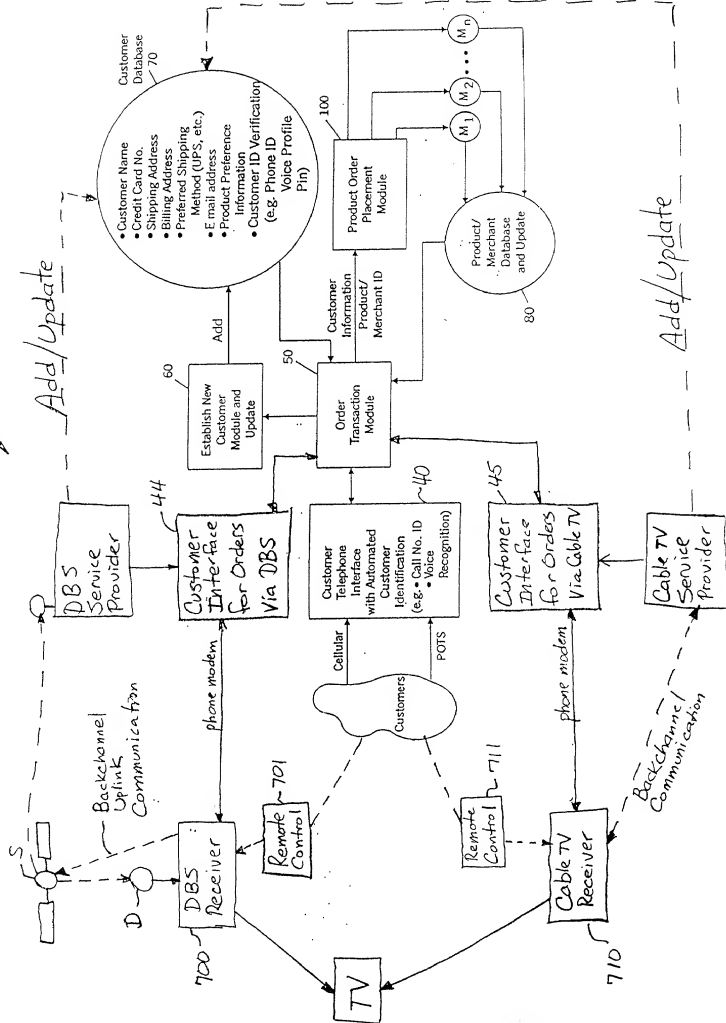 S
D
Backchannel
Uplink
Communication
DBS
Service
Provider
Add/Update
DBS
Receiver
700
phone modem
Customer
Interface
for Orders
Via DBS
44
Remote
Control
701
TV
Customers
Cellular
POTS
Customer
Telephone
Interface
with Automated
Customer
Identification
(e.g. • Call No. ID
• Voice
Recognition)
40
Establish New
Customer
Module and
Update
60
Add
Order
Transaction
Module
50
Customer
Information
Product/
Merchant ID
Customer
Database
70
• Customer Name
• Credit Card No.
• Shipping Address
• Billing Address
• Preferred Shipping
Method (UPS, etc.)
• E mail address
• Product Preference
Information
• Customer ID Verification
(e.g. Phone ID
Voice Profile
Pin)
Product Order
Placement
Module
100
M1
M2
Mn
Product/
Merchant
Database
and Update
80
Remote
Control
711
Cable TV
Receiver
710
phone modem
Customer
Interface
for Orders
Via Cable TV
45
Backchannel
Communication
Cable TV
Service
Provider
Add/Update